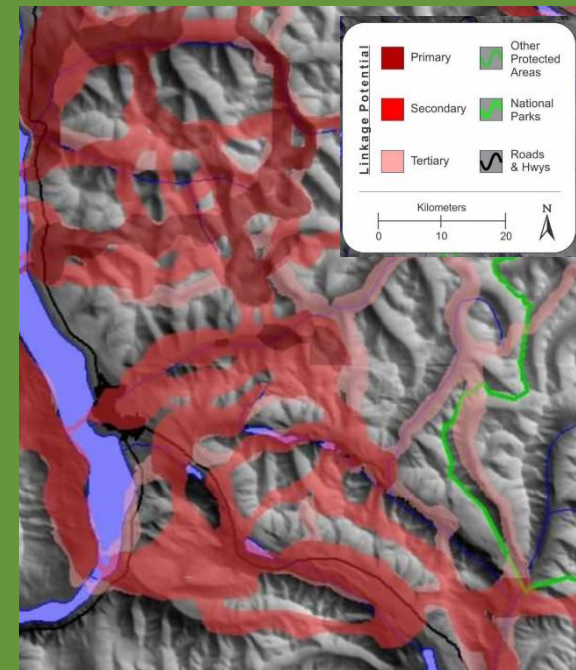 Linkage Potential
Primary
Secondary
Tertiary
Other
Protected
Areas
National
Parks
Roads
& Hwys
Kilometers
0 10 20
N